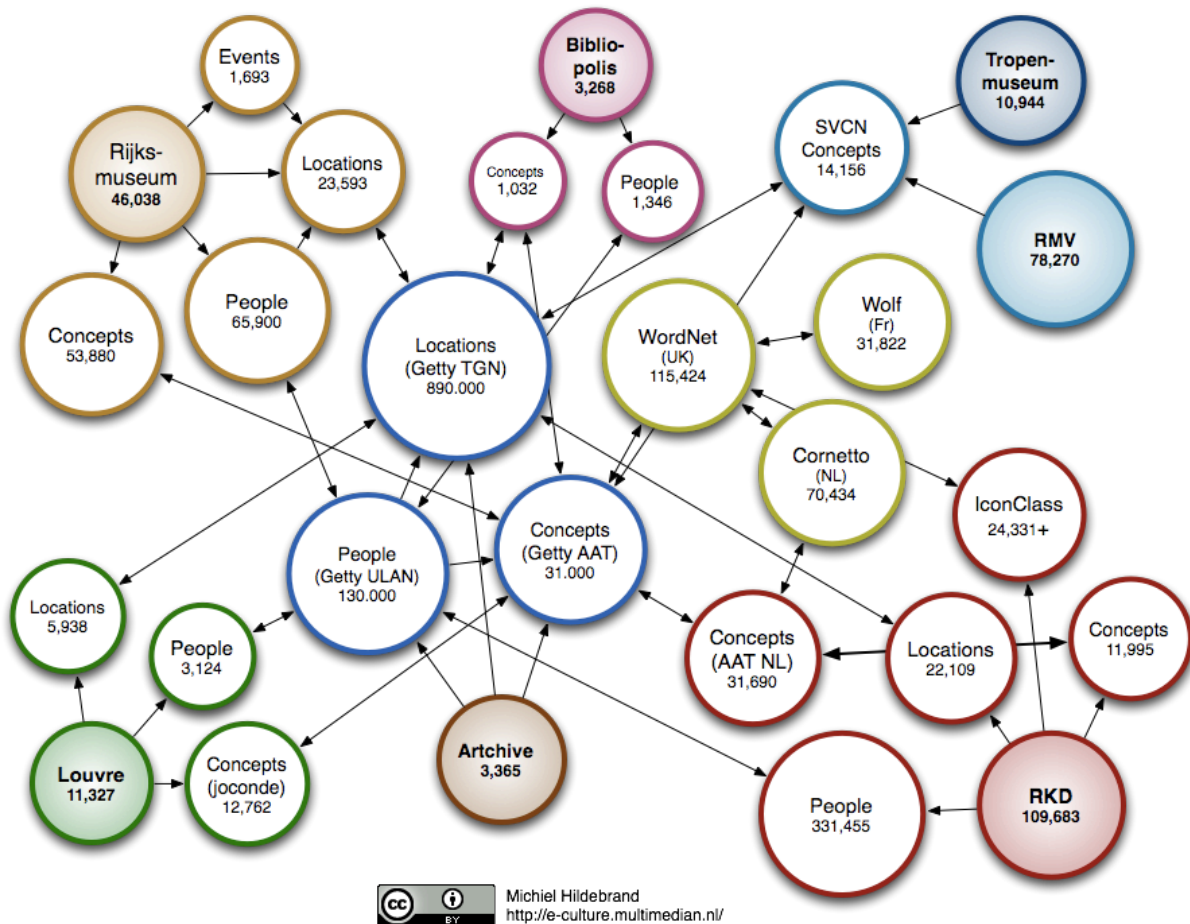 Events
1,693
Biblio-
polis
3,268
Tropen-
museum
10,944
Rijks-
museum
46,038
Locations
23,593
Concepts
1,032
People
1,346
SVCN
Concepts
14,156
RMV
78,270
Concepts
53,880
People
65,900
Locations
(Getty TGN)
890.000
WordNet
(UK)
115,424
Wolf
(Fr)
31,822
Cornetto
(NL)
70,434
IconClass
24,331+
People
(Getty ULAN)
130.000
Concepts
(Getty AAT)
31.000
Locations
5,938
People
3,124
Concepts
(AAT NL)
31,690
Locations
22,109
Concepts
11,995
Louvre
11,327
Concepts
(joconde)
12,762
Artchive
3,365
People
331,455
RKD
109,683
cc
BY
Michiel Hildebrand
http://e-culture.multimedian.nl/